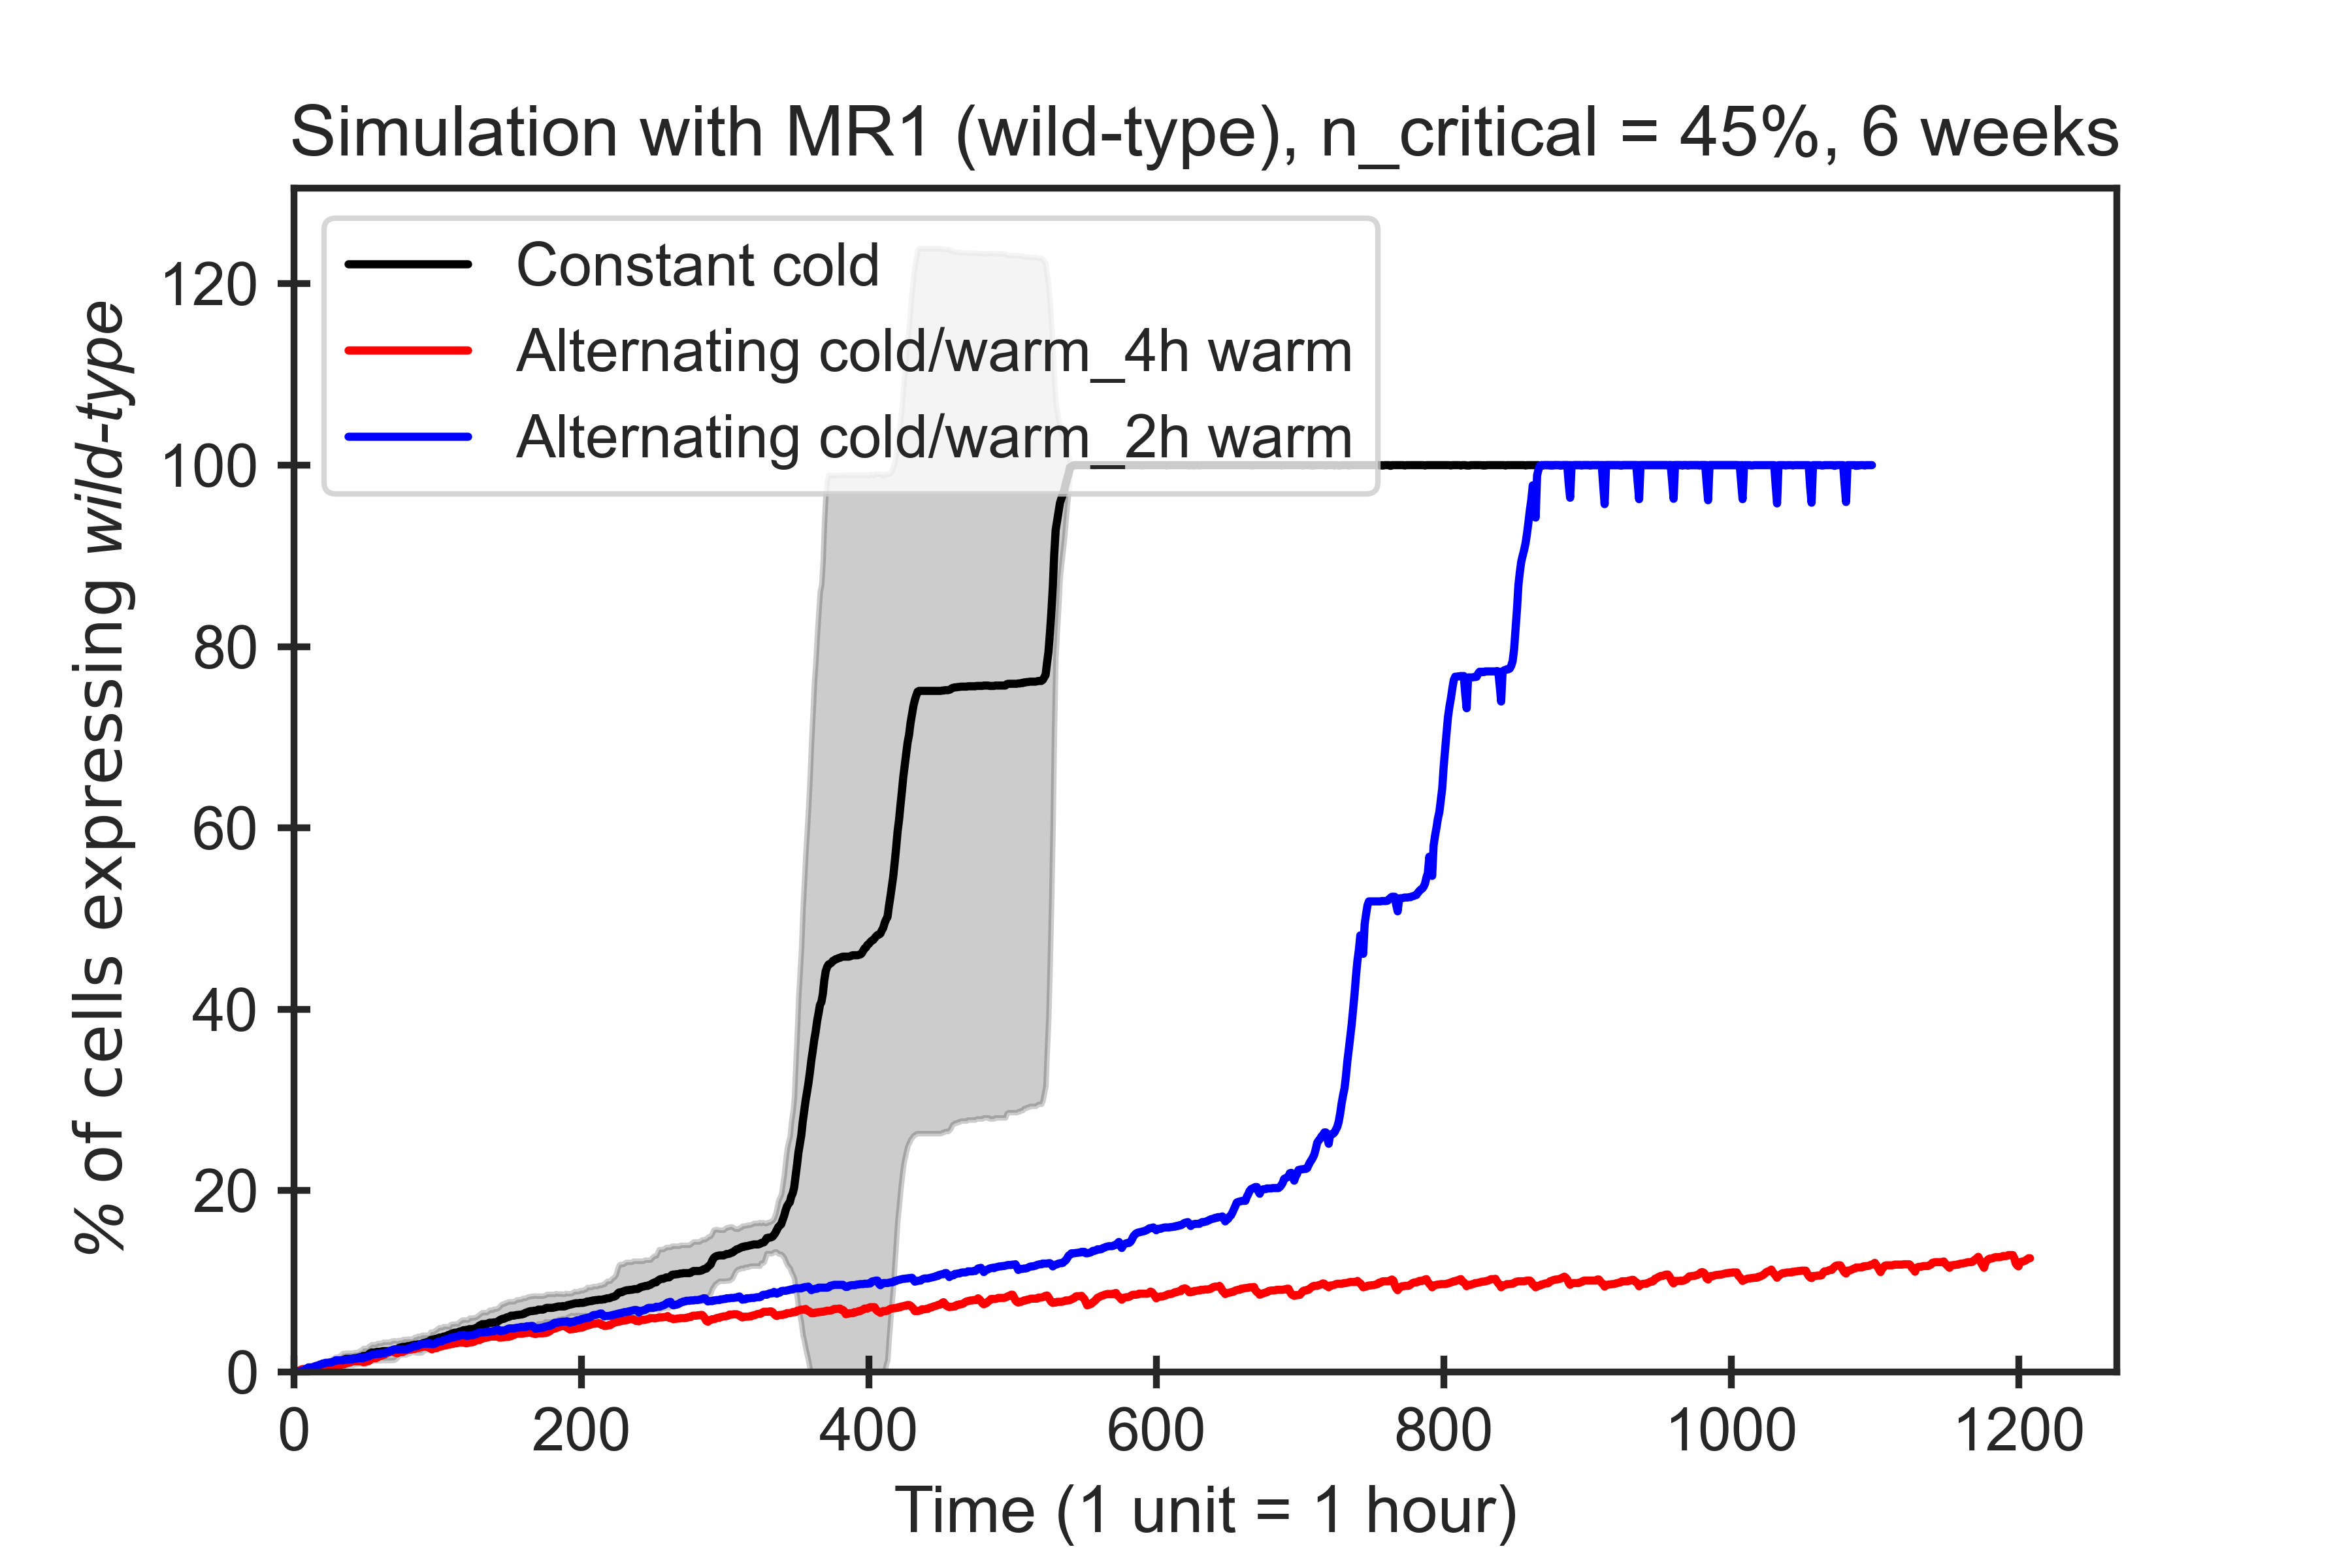 Simulation with MR1 (wild-type), n_critical = 45%, 6 weeks
Constant cold
Alternating cold/warm_4h warm
Alternating cold/warm_2h warm
% of cells expressing wild-type
120
100
80
60
40
20
0
0 200 400 600 800 1000 1200
Time (1 unit = 1 hour)